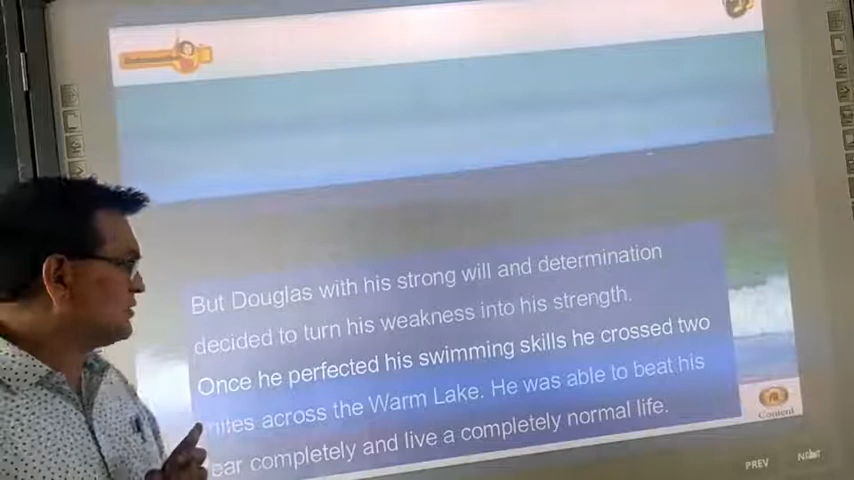 But Douglas with his strong will and determination
decided to turn his weakness into his strength.
Once he perfected his swimming skills he crossed two
across the Warm Lake. He was able to beat his
completely and live a completely normal life.
Content
PREV NEXT